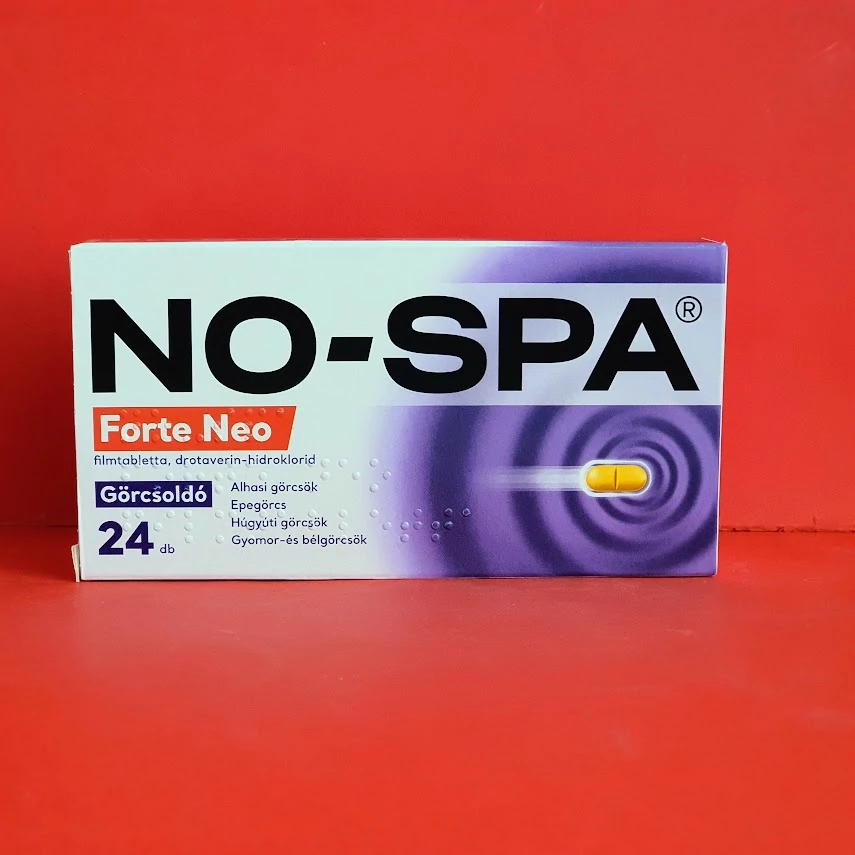 NO-SPA®
Forte Neo
filmtabletta, drotaverin-hidroklorid
Görcsoldó
24 db
Alhasi görcsök
Epegörcs
Húgyúti görcsök
Gyomor-és bélgörcsök